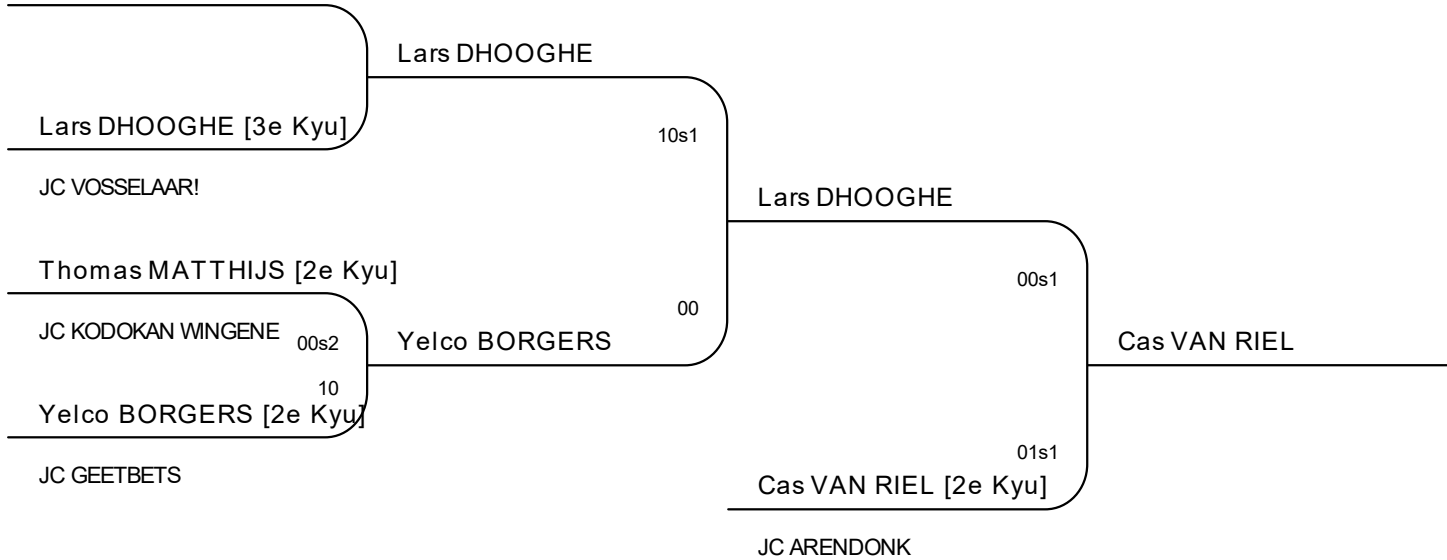 Lars DHOOGHE
Lars DHOOGHE [3e Kyu]
10s1
JC VOSSELAAR!
Lars DHOOGHE
Thomas MATTHIJS [2e Kyu]
00s1
00
JC KODOKAN WINGENE
00s2
Yelco BORGERS
Cas VAN RIEL
10
Yelco BORGERS [2e Kyu]
01s1
JC GEETBETS
Cas VAN RIEL [2e Kyu]
JC ARENDONK